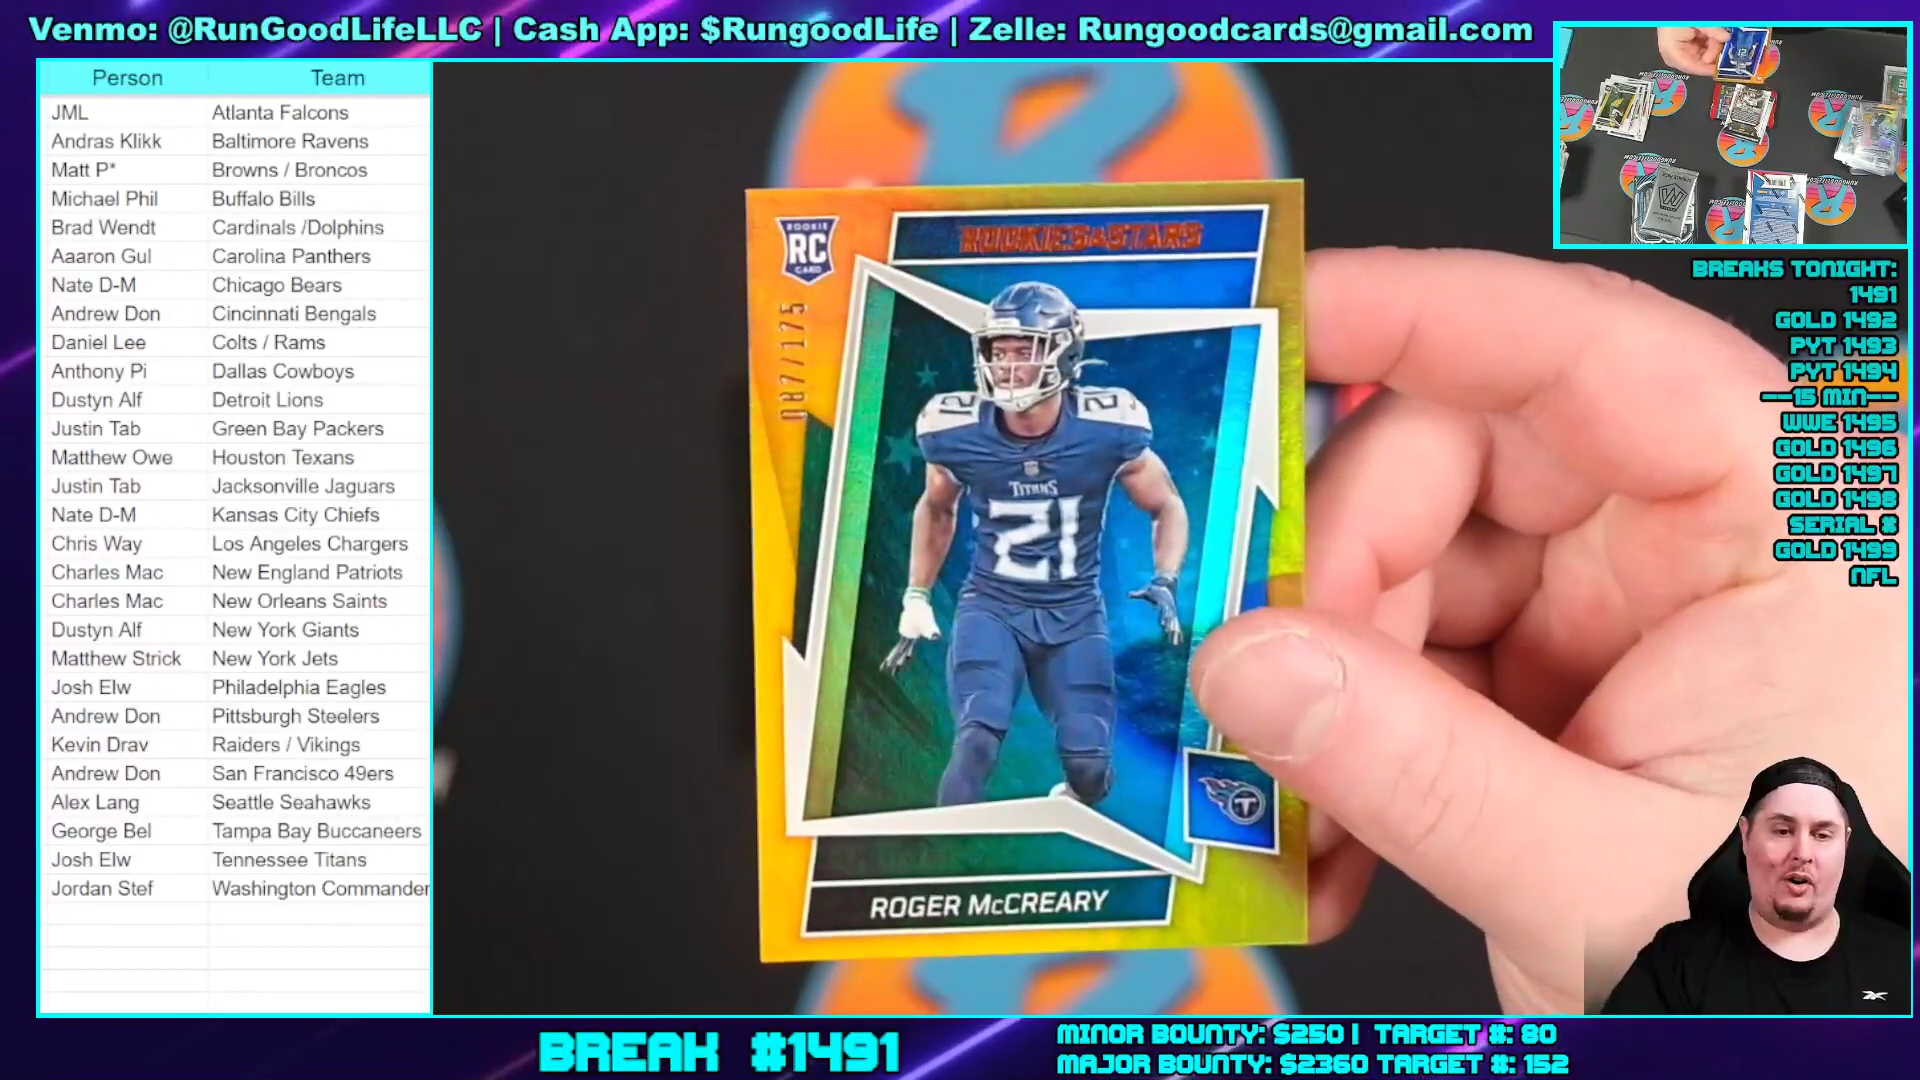 Venmo: @RunGoodLifeLLC | Cash App: $RungoodLife | Zelle: Rungoodcards@gmail.com
Person Team
JML Atlanta Falcons
Andras Klikk Baltimore Ravens
Matt P* Browns / Broncos
Michael Phil Buffalo Bills
Brad Wendt Cardinals /Dolphins
Aaaron Gul Carolina Panthers
Nate D-M Chicago Bears
Andrew Don Cincinnati Bengals
Daniel Lee Colts / Rams
Anthony Pi Dallas Cowboys
Dustyn Alf Detroit Lions
Justin Tab Green Bay Packers
Matthew Owe Houston Texans
Justin Tab Jacksonville Jaguars
Nate D-M Kansas City Chiefs
Chris Way Los Angeles Chargers
Charles Mac New England Patriots
Charles Mac New Orleans Saints
Dustyn Alf New York Giants
Matthew Strick New York Jets
Josh Elw Philadelphia Eagles
Andrew Don Pittsburgh Steelers
Kevin Drav Raiders / Vikings
Andrew Don San Francisco 49ers
Alex Lang Seattle Seahawks
George Bel Tampa Bay Buccaneers
Josh Elw Tennessee Titans
Jordan Stef Washington Commander
ROOKIE
RC
CARD
ROOKIES&STARS
087/175
21
21
TITANS
21
T
ROGER McCREARY
BREAKS TONIGHT:
1491
GOLD 1492
PYT 1493
PYT 1494
--15 MIN--
WWE 1495
GOLD 1496
GOLD 1497
GOLD 1498
SERIAL #
GOLD 1499
NFL
BREAK #1491
MINOR BOUNTY: $250 | TARGET #: 80
MAJOR BOUNTY: $2360 TARGET #: 152